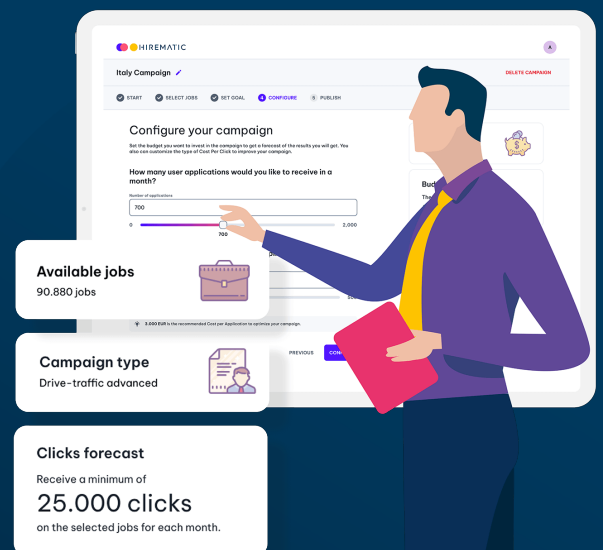 HIREMATIC
A
Italy Campaign
DELETE CAMPAIGN
START
SELECT JOBS
SET GOAL
4 CONFIGURE
5 PUBLISH
Configure your campaign
Set the budget you want to invest in the campaign to get a forecast of the results you will get. You
also can customize the type of Cost Per Click to improve your campaign.
How many user applications would you like to receive in a
month?
Number of applications
700
0
2,000
700
3.000 EUR is the recommended Cost per Application to optimize your campaign.
PREVIOUS
Available jobs
90.880 jobs
Campaign type
Drive-traffic advanced
Clicks forecast
Receive a minimum of
25.000 clicks
on the selected jobs for each month.